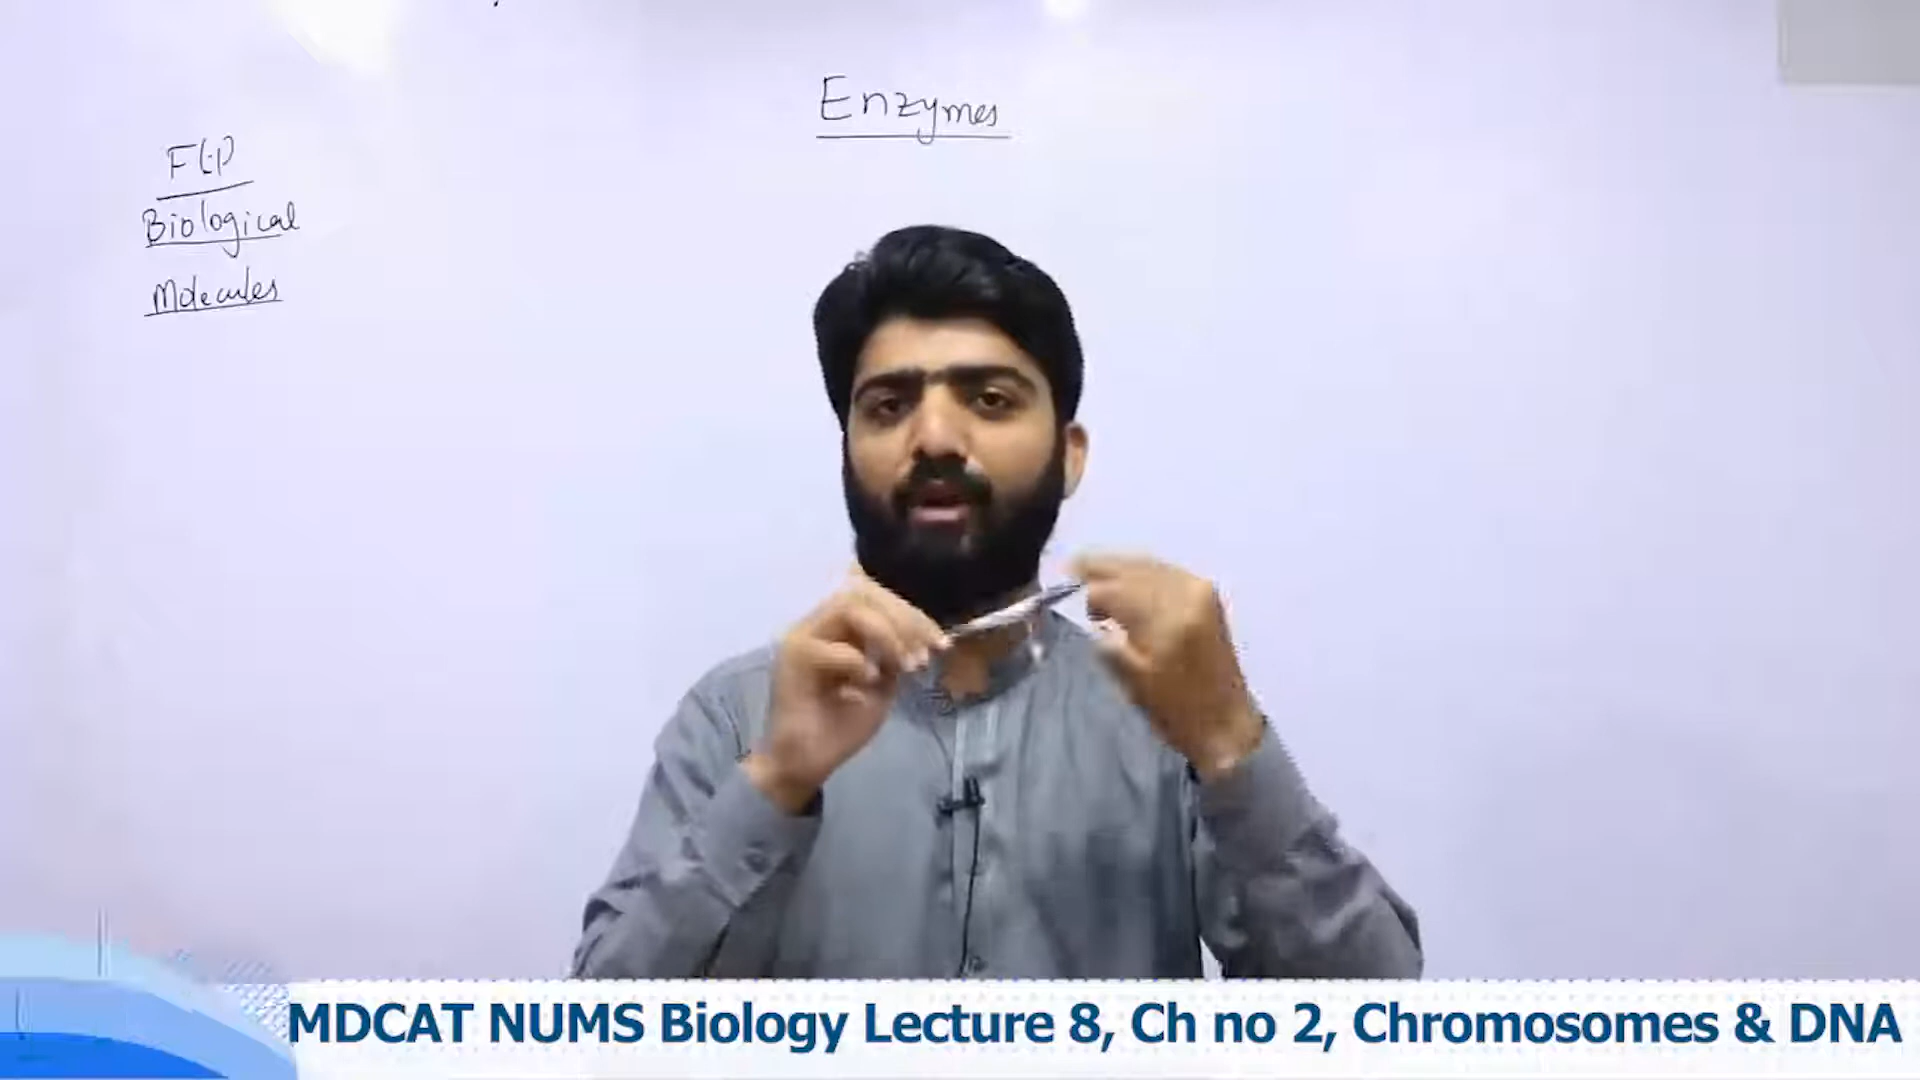 Enzymes
Biological
Molecules
MDCAT NUMS Biology Lecture 8, Ch no 2, Chromosomes & DNA